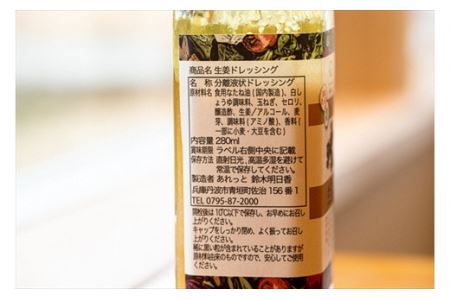 商品名 生姜ドレッシング
名　称 分離液状ドレッシング
原材料名 食用なたね油(国内製造)、白し
ょうゆ調味料、玉ねぎ、セロリ、
醸造酢、生姜/アルコール、麦
芽、調味料(アミノ酸)、香料(
一部に小麦・大豆を含む)
内容量 280ml
賞味期限 ラベル右側中央に記載
保存方法 直射日光、高温多湿を避けて
常温で保存してください。
製造者 あれっと 鈴木明日香
兵庫丹波市青垣町佐治156番1
TEL 0795-87-2000
開栓後は10℃以下で保存し、お早めにお召し
上がりください。
キャップをしっかり閉め、よく振ってお召し
上がりください。
稀に黒い粒が含まれていることがありますが
原材料由来のものですので、安心してご使用
ください。